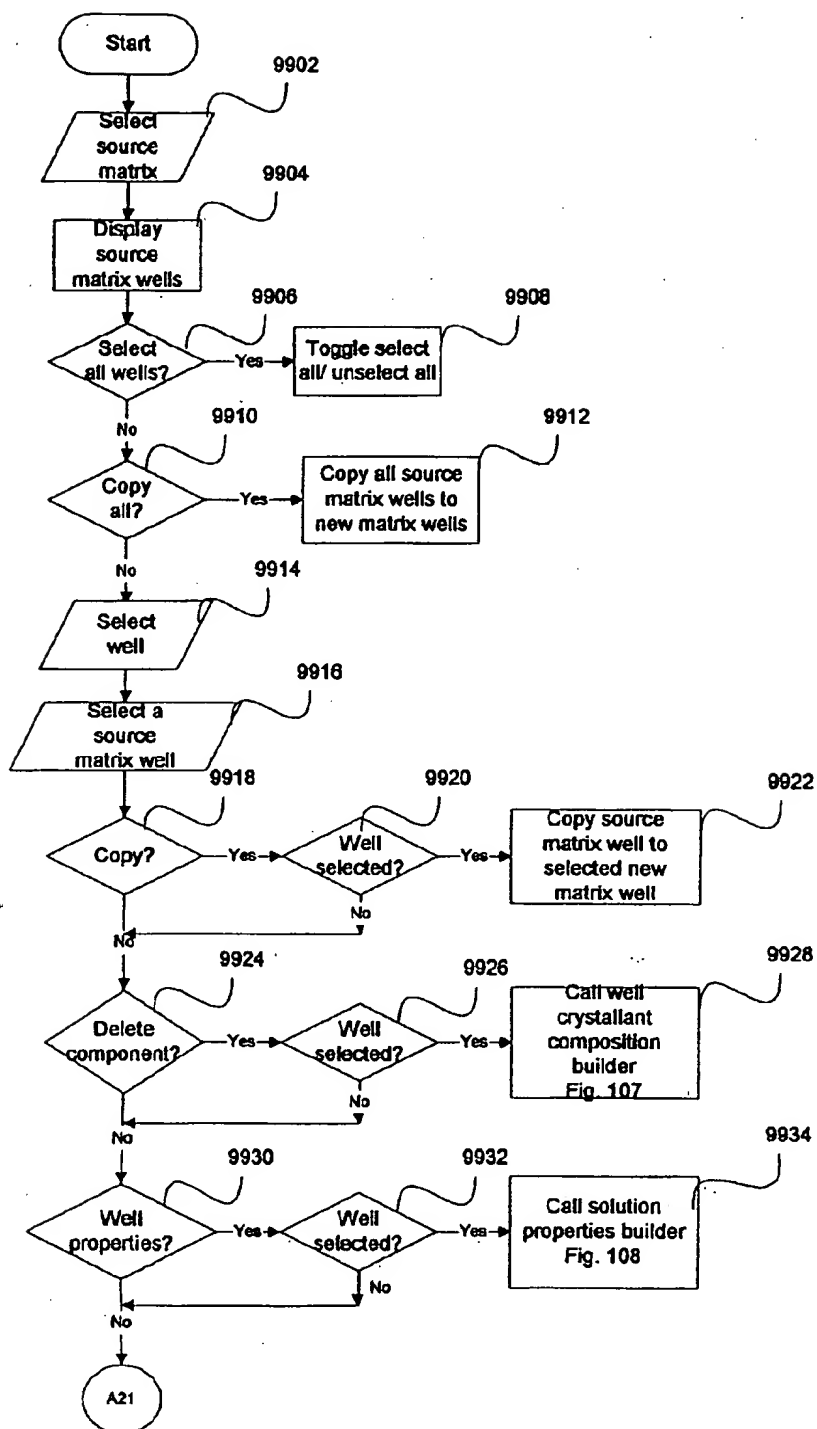 Start
9902
Select
source
matrix
9904
Display
source
matrix wells
9906
9908
Select
all wells?
Yes
Toggle select
all/ unselect all
No
9910
9912
Copy
all?
Yes
Copy all source
matrix wells to
new matrix wells
No
9914
Select
well
9916
Select a
source
matrix well
9918
9920
9922
Copy?
Yes
Well
selected?
Yes
Copy source
matrix well to
selected new
matrix well
No
No
9924
9926
9928
Delete
component?
Yes
Well
selected?
Yes
Call well
crystallant
composition
builder
Fig. 107
No
No
9930
9932
9934
Well
properties?
Yes
Well
selected?
Yes
Call solution
properties builder
Fig. 108
No
No
A21